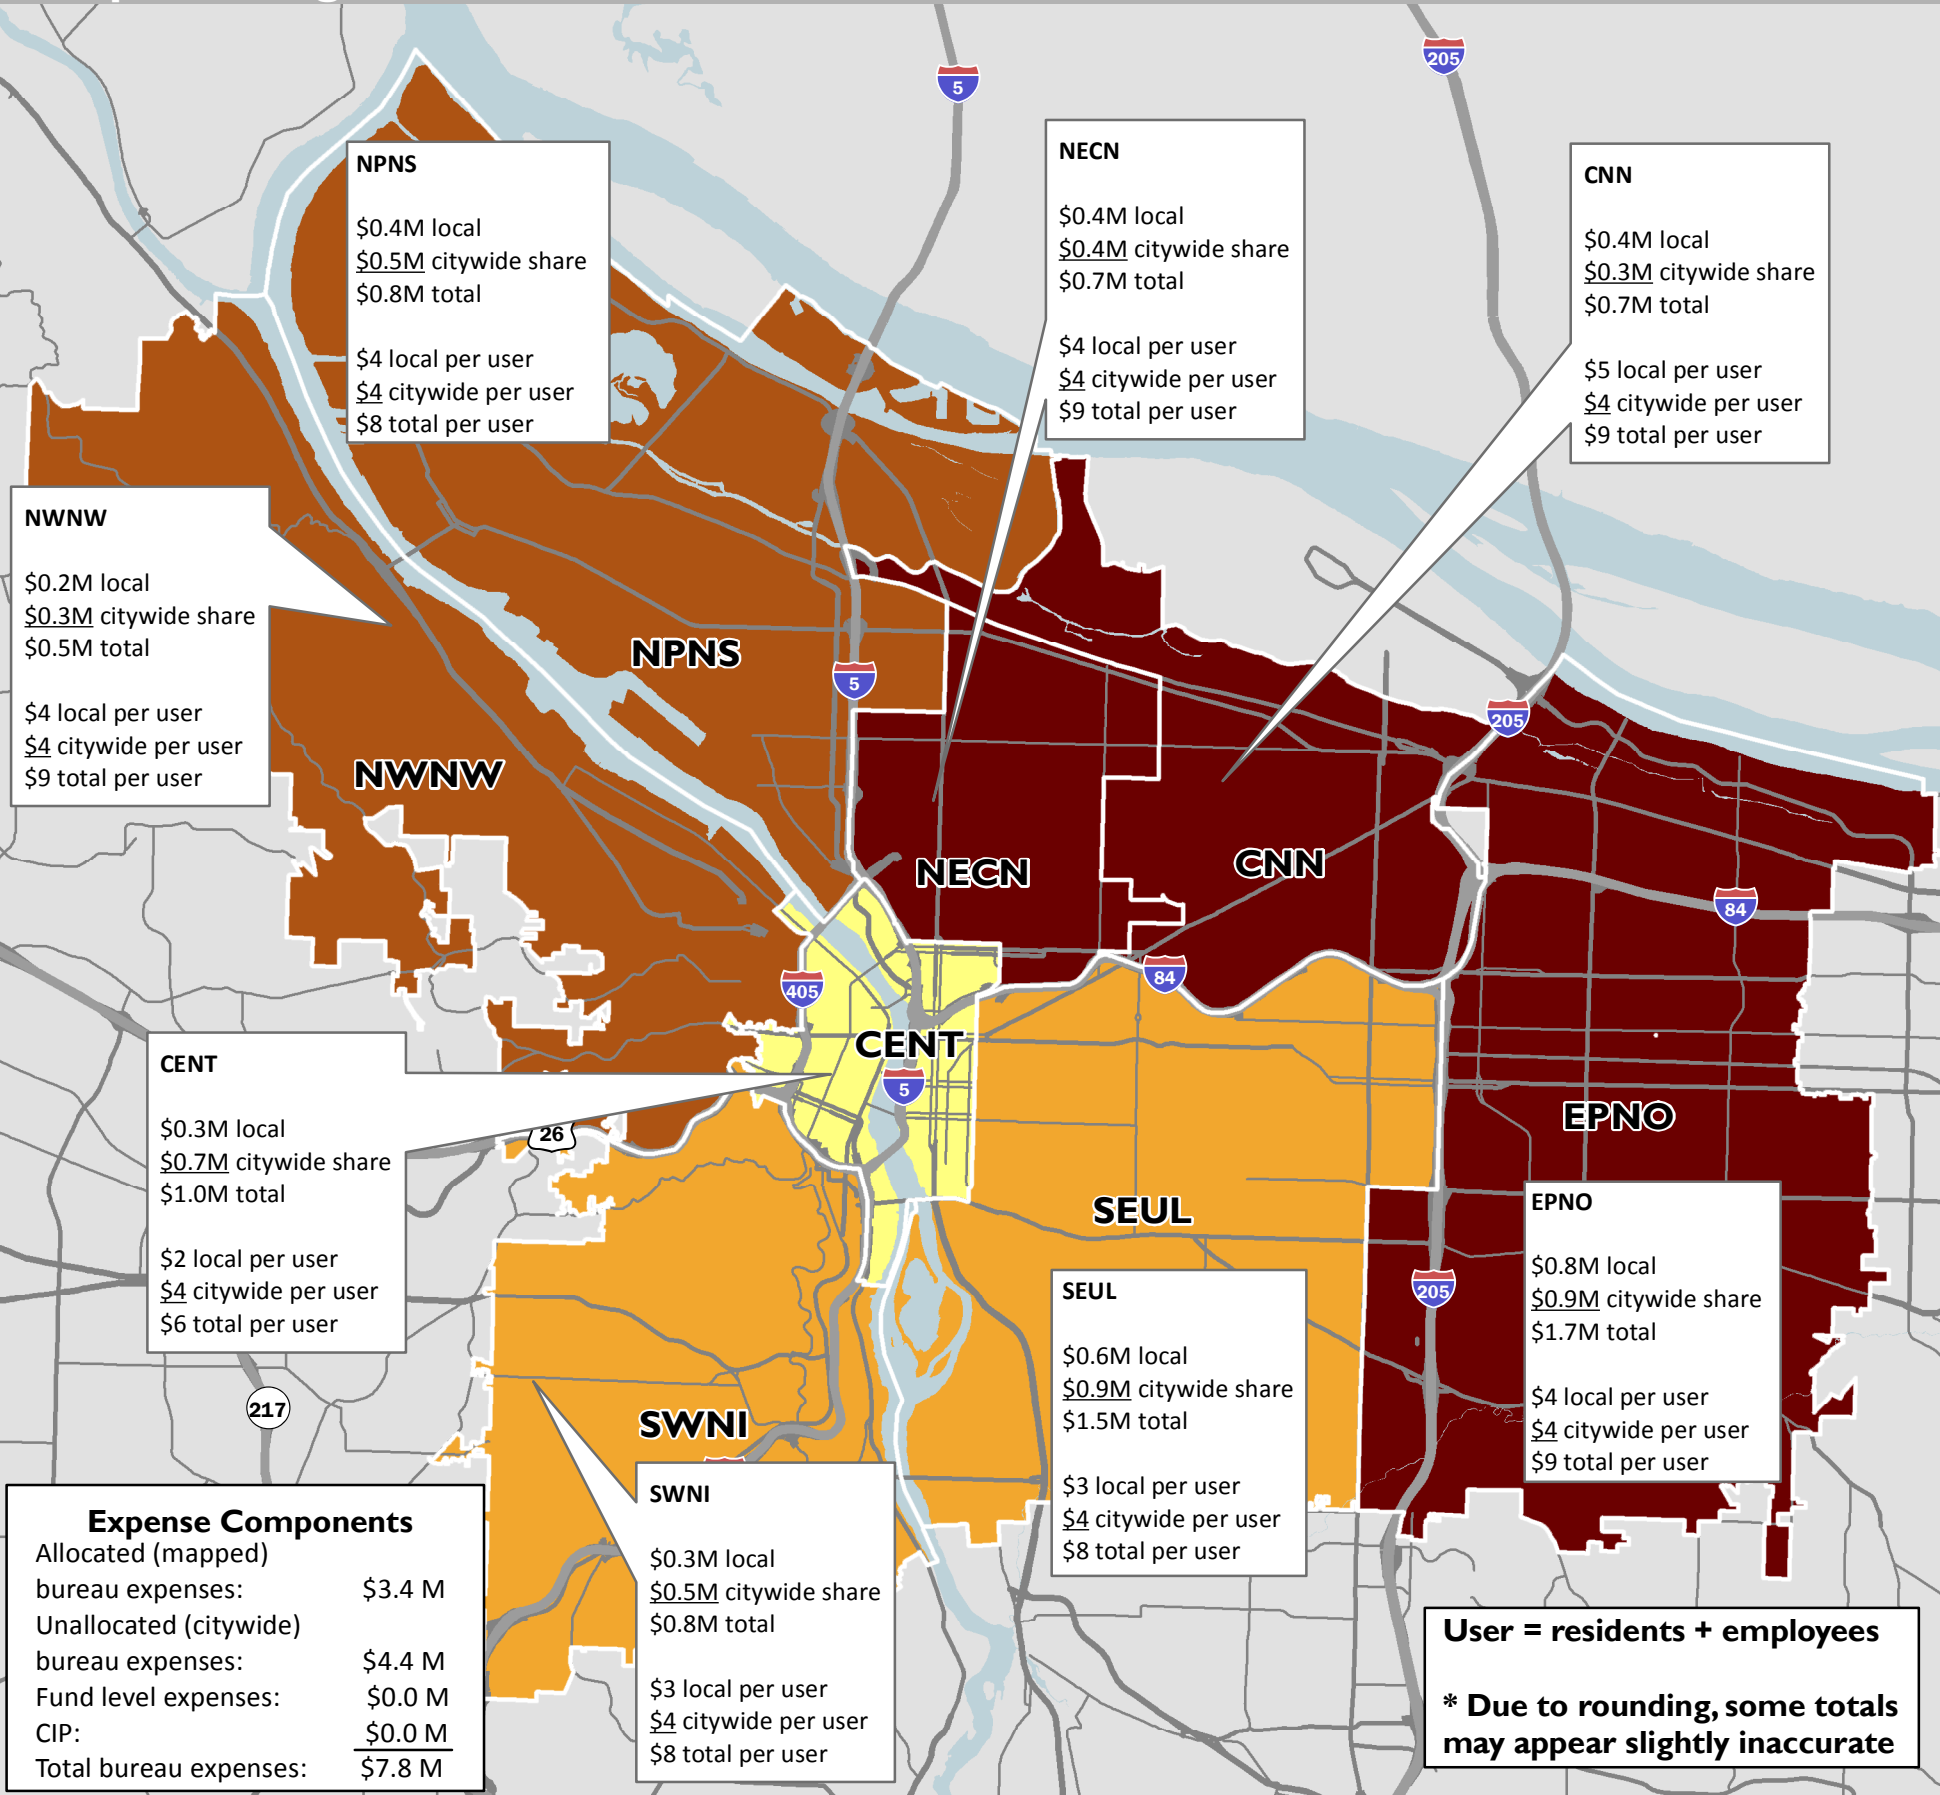 5
205
NPNS
$0.4M local
$0.5M citywide share
$0.8M total
$4 local per user
$4 citywide per user
$8 total per user
NECN
$0.4M local
$0.4M citywide share
$0.7M total
$4 local per user
$4 citywide per user
$9 total per user
CNN
$0.4M local
$0.3M citywide share
$0.7M total
$5 local per user
$4 citywide per user
$9 total per user
NWNW
$0.2M local
$0.3M citywide share
$0.5M total
$4 local per user
$4 citywide per user
$9 total per user
NPNS
5
205
NWNW
NECN
CNN
84
84
405
CENT
5
CENT
$0.3M local
$0.7M citywide share
$1.0M total
$2 local per user
$4 citywide per user
$6 total per user
26
EPNO
SEUL
EPNO
$0.8M local
$0.9M citywide share
$1.7M total
$4 local per user
$4 citywide per user
$9 total per user
205
SEUL
$0.6M local
$0.9M citywide share
$1.5M total
$3 local per user
$4 citywide per user
$8 total per user
217
SWNI
SWNI
$0.3M local
$0.5M citywide share
$0.8M total
$3 local per user
$4 citywide per user
$8 total per user
Expense Components
Allocated (mapped)
bureau expenses: $3.4 M
Unallocated (citywide)
bureau expenses: $4.4 M
Fund level expenses: $0.0 M
CIP: $0.0 M
Total bureau expenses: $7.8 M
User = residents + employees
* Due to rounding, some totals
may appear slightly inaccurate